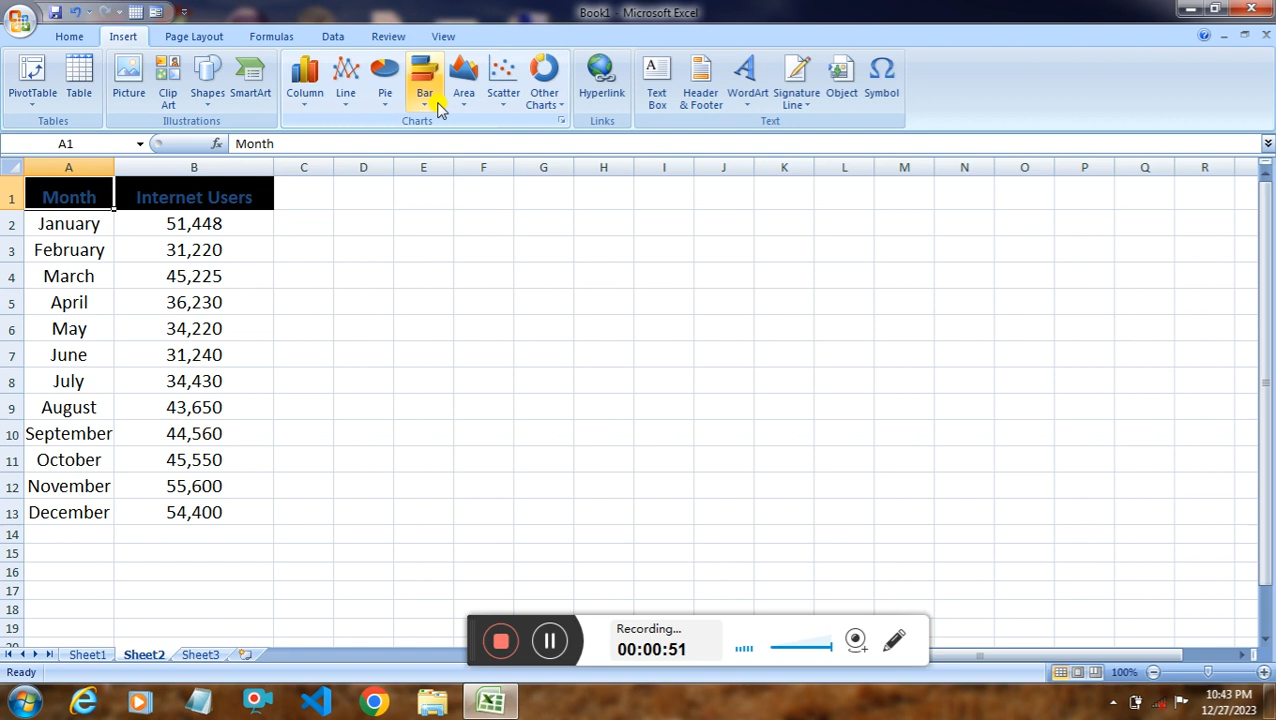 Book1 - Microsoft Excel
Home Insert Page Layout Formulas Data Review View
PivotTable Table Picture Clip Art Shapes SmartArt Column Line Pie Bar Area Scatter Other Charts Hyperlink Text Box Header & Footer WordArt Signature Line Object Symbol
Tables Illustrations Charts Links Text
A1 fx Month
A B C D E F G H I J K L M N O P Q R
1 Month Internet Users
2 January 51,448
3 February 31,220
4 March 45,225
5 April 36,230
6 May 34,220
7 June 31,240
8 July 34,430
9 August 43,650
10 September 44,560
11 October 45,550
12 November 55,600
13 December 54,400
14
15
16
17
18
19
Recording...
00:00:51
Sheet1 Sheet2 Sheet3
Ready 100%
10:43 PM
12/27/2023